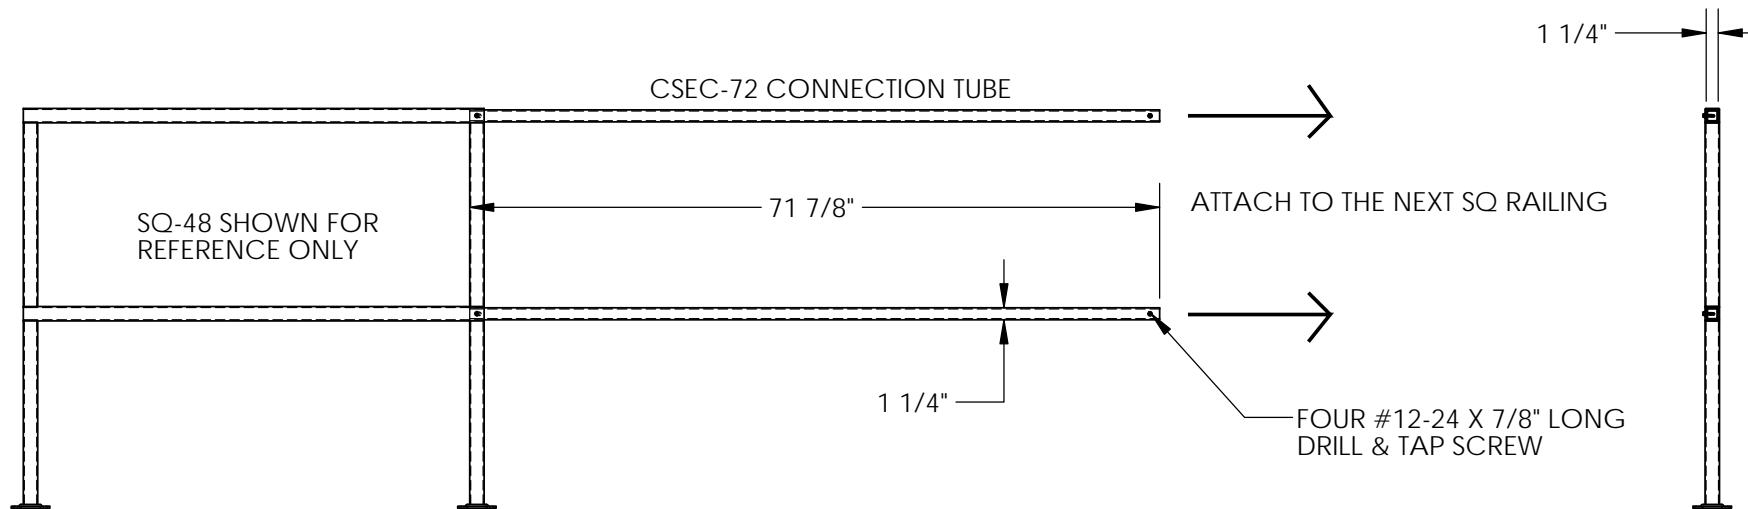 1 1/4"
CSEC-72 CONNECTION TUBE
71 7/8"
ATTACH TO THE NEXT SQ RAILING
SQ-48 SHOWN FOR
REFERENCE ONLY
1 1/4"
FOUR #12-24 X 7/8" LONG
DRILL & TAP SCREW